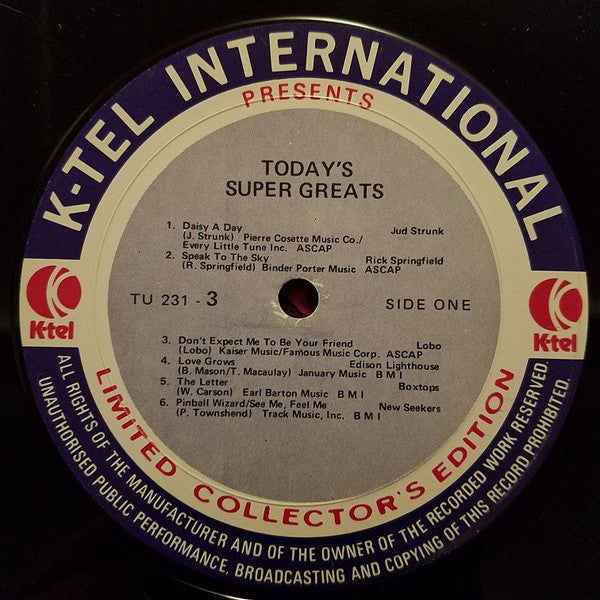 K-TEL INTERNATIONAL
PRESENTS
TODAY'S
SUPER GREATS
1. Daisy A Day Jud Strunk
(J. Strunk) Pierre Cosette Music Co./
Every Little Tune Inc. ASCAP
2. Speak To The Sky Rick Springfield
(R. Springfield) Binder Porter Music ASCAP
TU 231 - 3 SIDE ONE
K-tel
K-tel
3. Don't Expect Me To Be Your Friend Lobo
(Lobo) Kaiser Music/Famous Music Corp. ASCAP
4. Love Grows Edison Lighthouse
(B. Mason/T. Macaulay) January Music B M I
5. The Letter Boxtops
(W. Carson) Earl Barton Music B M I
6. Pinball Wizard/See Me, Feel Me New Seekers
(P. Townshend) Track Music, Inc. B M I
LIMITED COLLECTOR'S EDITION
ALL RIGHTS OF THE MANUFACTURER AND OF THE OWNER OF THE RECORDED WORK RESERVED.
UNAUTHORISED PUBLIC PERFORMANCE, BROADCASTING AND COPYING OF THIS RECORD PROHIBITED.